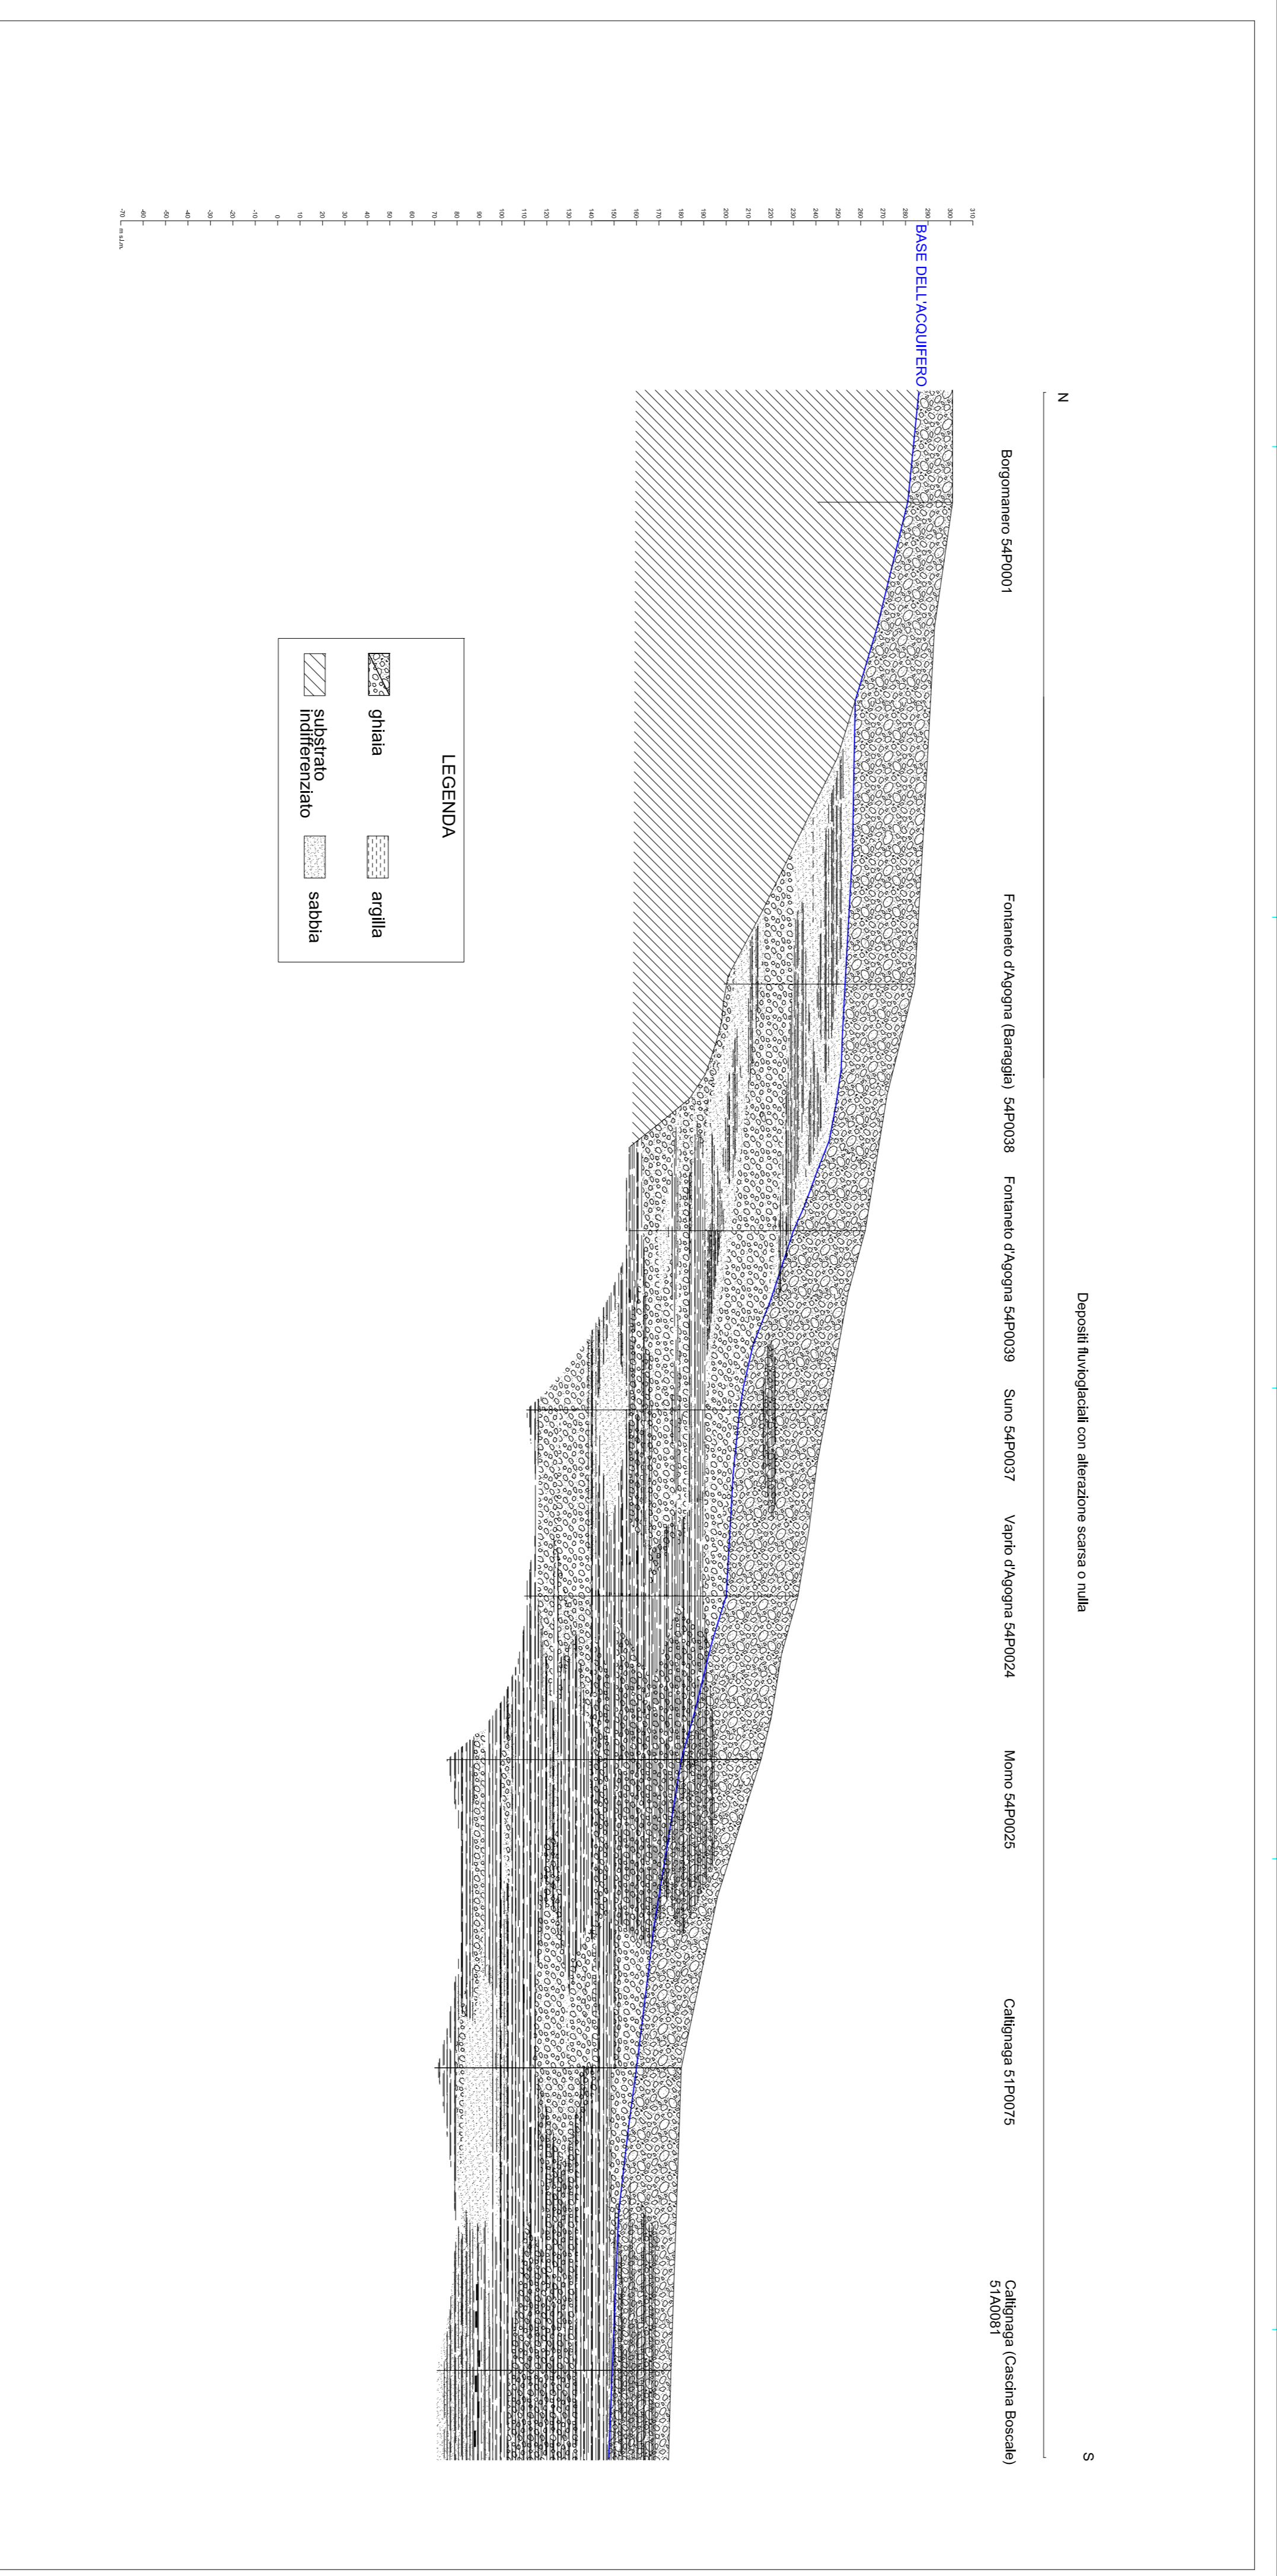 N
S
Depositi fluvioglaciali con alterazione scarsa o nulla
Borgomanero 54P0001
Fontaneto d'Agogna (Baraggia) 54P0038
Fontaneto d'Agogna 54P0039
Suno 54P0037
Vaprio d'Agogna 54P0024
Momo 54P0025
Caltignaga 51P0075
Caltignaga (Cascina Boscale)
51A0081
310
300
290
280
270
260
250
240
230
220
210
200
190
180
170
160
150
140
130
120
110
100
90
80
70
60
50
40
30
20
10
0
-10
-20
-30
-40
-50
-60
-70
m s.l.m.
BASE DELL'ACQUIFERO
LEGENDA
ghiaia
argilla
substrato
indifferenziato
sabbia